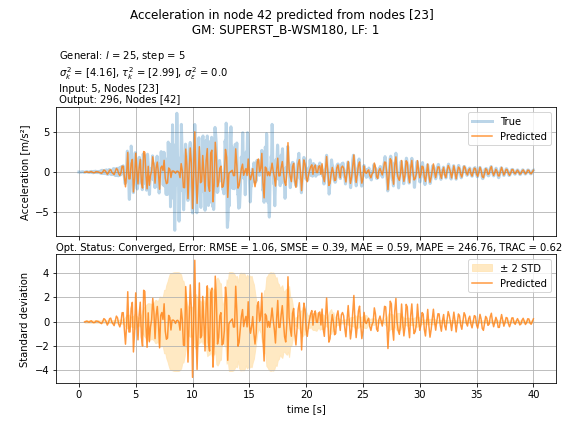 Acceleration in node 42 predicted from nodes [23]
GM: SUPERST_B-WSM180, LF: 1
General: l = 25, step = 5
σ²ₖ = [4.16], τ²ₖ = [2.99], σ²ₑ = 0.0
Input: 5, Nodes [23]
Output: 296, Nodes [42]
Acceleration [m/s²]
5
0
−5
True
Predicted
Opt. Status: Converged, Error: RMSE = 1.06, SMSE = 0.39, MAE = 0.59, MAPE = 246.76, TRAC = 0.62
Standard deviation
4
2
0
−2
−4
± 2 STD
Predicted
0 5 10 15 20 25 30 35 40
time [s]